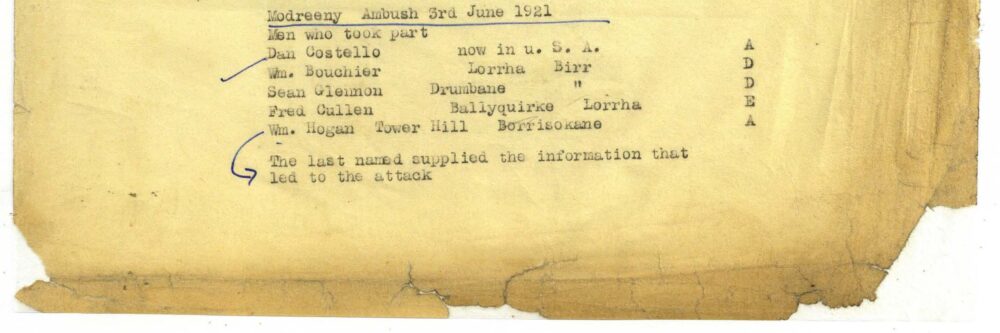 Modreeny Ambush 3rd June 1921
Men who took part
Dan Costello now in u. S. A. A
Wm. Bouchier Lorrha Birr D
Sean Glennon Drumbane " D
Fred Cullen Ballyquirke Lorrha E
Wm. Hogan Tower Hill Borrisokane A
The last named supplied the information that
led to the attack